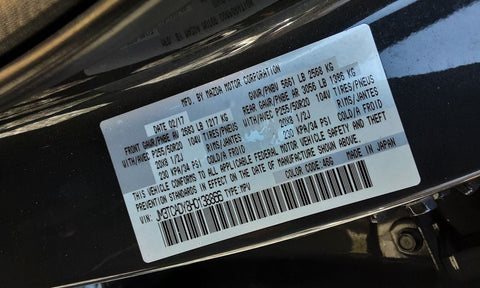 MFD. BY MAZDA MOTOR CORPORATION
DATE 02/17 GVWR/PNBV 5661 LB 2568 KG
FRONT GAWR/PNBE AV 2683 LB 1217 KG REAR GAWR/PNBE AR 3056 LB 1386 KG
WITH/AVEC P255/50R20 104V TIRES/PNEUS WITH/AVEC P255/50R20 104V TIRES/PNEUS
20X8 1/2J RIMS/JANTES 20X8 1/2J RIMS/JANTES
230 KPA/34 PSI COLD/A FROID 230 KPA/34 PSI COLD/A FROID
THIS VEHICLE CONFORMS TO ALL APPLICABLE FEDERAL MOTOR VEHICLE SAFETY AND THEFT
PREVENTION STANDARDS IN EFFECT ON THE DATE OF MANUFACTURE SHOWN ABOVE.
TYPE MPV COLOR CODE A6G MADE IN JAPAN